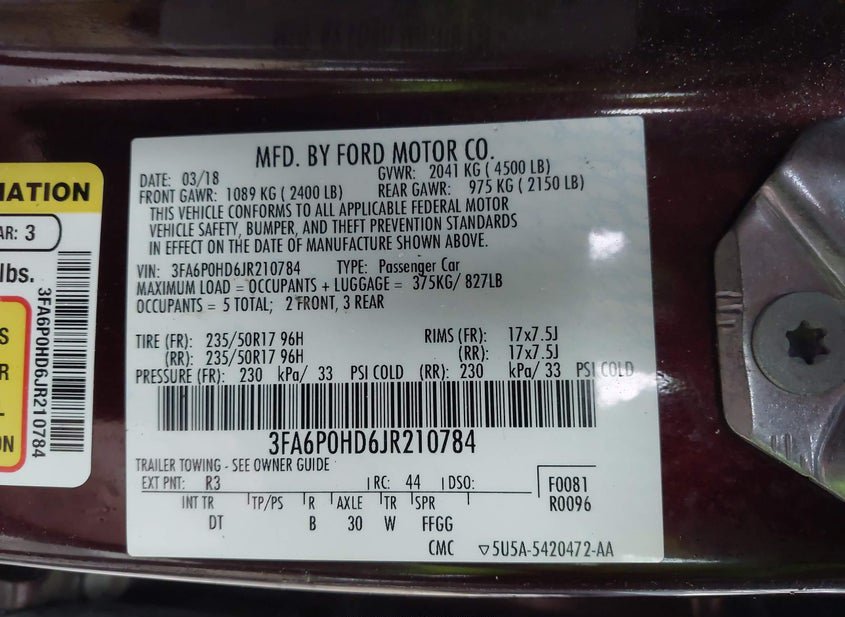 MFD. BY FORD MOTOR CO.
DATE: 03/18 GVWR: 2041 KG ( 4500 LB)
FRONT GAWR: 1089 KG ( 2400 LB) REAR GAWR: 975 KG ( 2150 LB)
THIS VEHICLE CONFORMS TO ALL APPLICABLE FEDERAL MOTOR
VEHICLE SAFETY, BUMPER, AND THEFT PREVENTION STANDARDS
IN EFFECT ON THE DATE OF MANUFACTURE SHOWN ABOVE.
VIN: 3FA6P0HD6JR210784 TYPE: Passenger Car
MAXIMUM LOAD = OCCUPANTS + LUGGAGE = 375KG/ 827LB
OCCUPANTS = 5 TOTAL; 2 FRONT, 3 REAR
TIRE (FR): 235/50R17 96H RIMS (FR): 17x7.5J
(RR): 235/50R17 96H (RR): 17x7.5J
PRESSURE (FR): 230 kPa/ 33 PSI COLD (RR): 230 kPa/ 33 PSI COLD
3FA6P0HD6JR210784
TRAILER TOWING - SEE OWNER GUIDE
EXT PNT: R3 RC: 44 DSO: F0081
R0096
INT TR TP/PS R AXLE TR SPR
DT B 30 W FFGG
CMC ▽5U5A-5420472-AA
AR: 3
lbs.
3FA6P0HD6JR210784